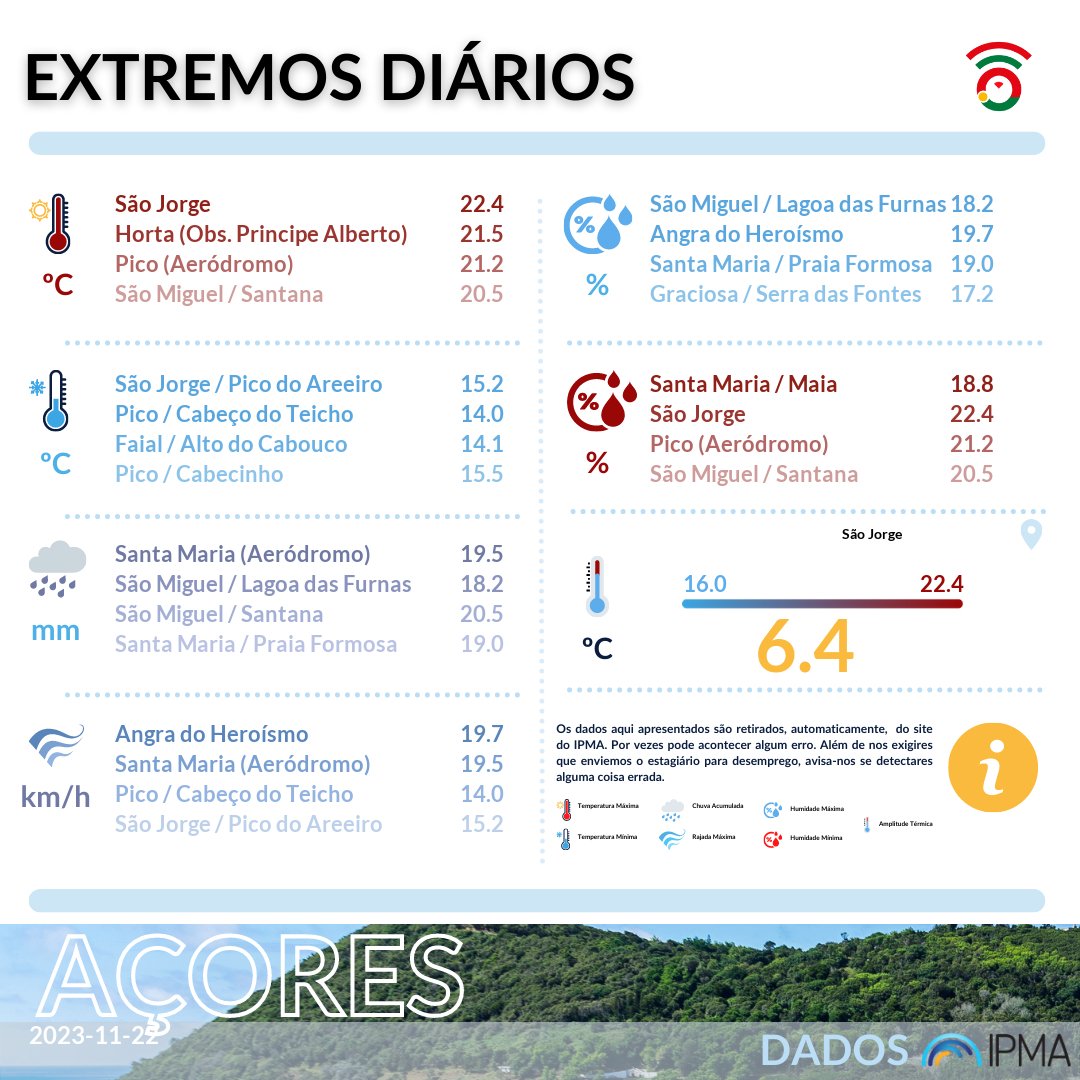 EXTREMOS DIÁRIOS
São Jorge 22.4
Horta (Obs. Principe Alberto) 21.5
Pico (Aeródromo) 21.2
São Miguel / Santana 20.5
ºC
São Jorge / Pico do Areeiro 15.2
Pico / Cabeço do Teicho 14.0
Faial / Alto do Cabouco 14.1
Pico / Cabecinho 15.5
ºC
Santa Maria (Aeródromo) 19.5
São Miguel / Lagoa das Furnas 18.2
São Miguel / Santana 20.5
Santa Maria / Praia Formosa 19.0
mm
Angra do Heroísmo 19.7
Santa Maria (Aeródromo) 19.5
Pico / Cabeço do Teicho 14.0
São Jorge / Pico do Areeiro 15.2
km/h
São Miguel / Lagoa das Furnas 18.2
Angra do Heroísmo 19.7
Santa Maria / Praia Formosa 19.0
Graciosa / Serra das Fontes 17.2
%
%
Santa Maria / Maia 18.8
São Jorge 22.4
Pico (Aeródromo) 21.2
São Miguel / Santana 20.5
%
%
São Jorge
16.0 22.4
6.4
ºC
Os dados aqui apresentados são retirados, automaticamente, do site
do IPMA. Por vezes pode acontecer algum erro. Além de nos exigires
que enviemos o estagiário para desemprego, avisa-nos se detectares
alguma coisa errada.
i
Temperatura Máxima Chuva Acumulada Humidade Máxima
Amplitude Térmica
Temperatura Mínima Rajada Máxima Humidade Mínima
AÇORES
2023-11-22
DADOS IPMA